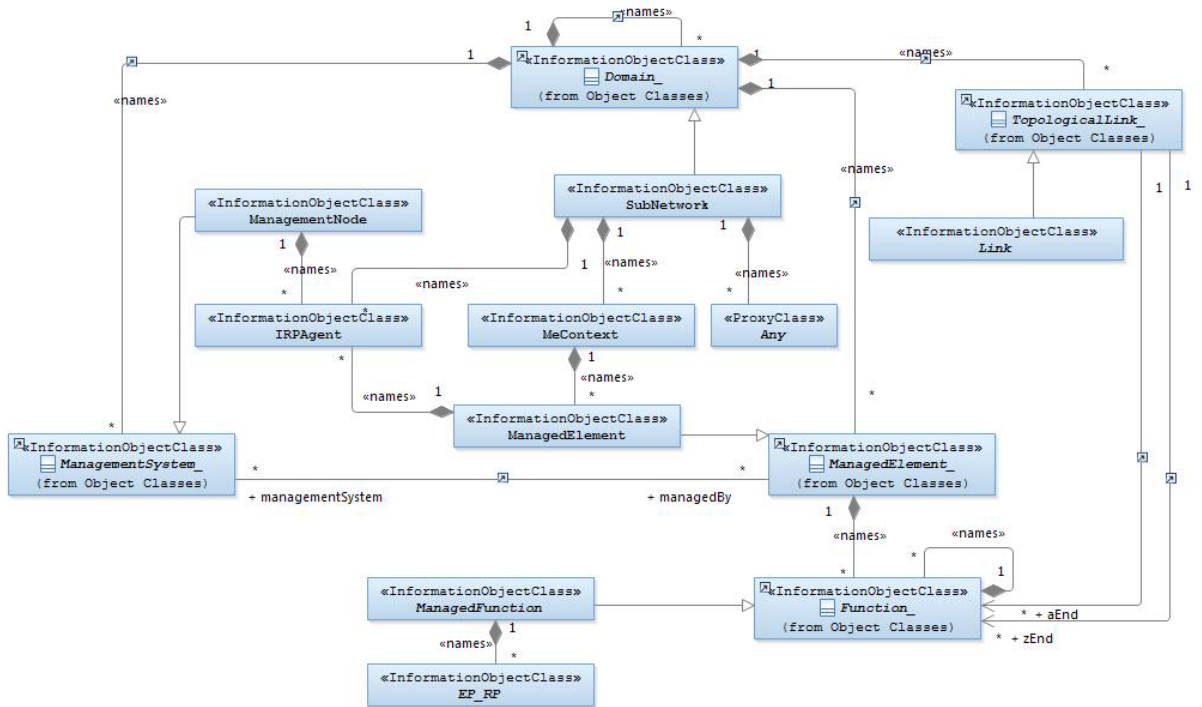 «names»
1
*
1
«InformationObjectClass»
Domain_
(from Object Classes)
1
«names»
*
1
«names»
«InformationObjectClass»
TopologicalLink_
(from Object Classes)
«names»
1
1
«InformationObjectClass»
SubNetwork
«InformationObjectClass»
ManagementNode
«InformationObjectClass»
Link
1
«names»
*
1
1
«names»
*
1
«names»
*
«names»
*
«InformationObjectClass»
IRPAgent
*
«InformationObjectClass»
MeContext
1
«names»
*
«ProxyClass»
Any
«names»
1
«InformationObjectClass»
ManagedElement
*
*
«InformationObjectClass»
ManagementSystem_
(from Object Classes)
*
+ managementSystem
*
+ managedBy
«InformationObjectClass»
ManagedElement_
(from Object Classes)
1
«names»
*
«names»
*
1
«InformationObjectClass»
ManagedFunction
«InformationObjectClass»
Function_
(from Object Classes)
* + aEnd
* + zEnd
1
«names»
*
«InformationObjectClass»
EP_RP